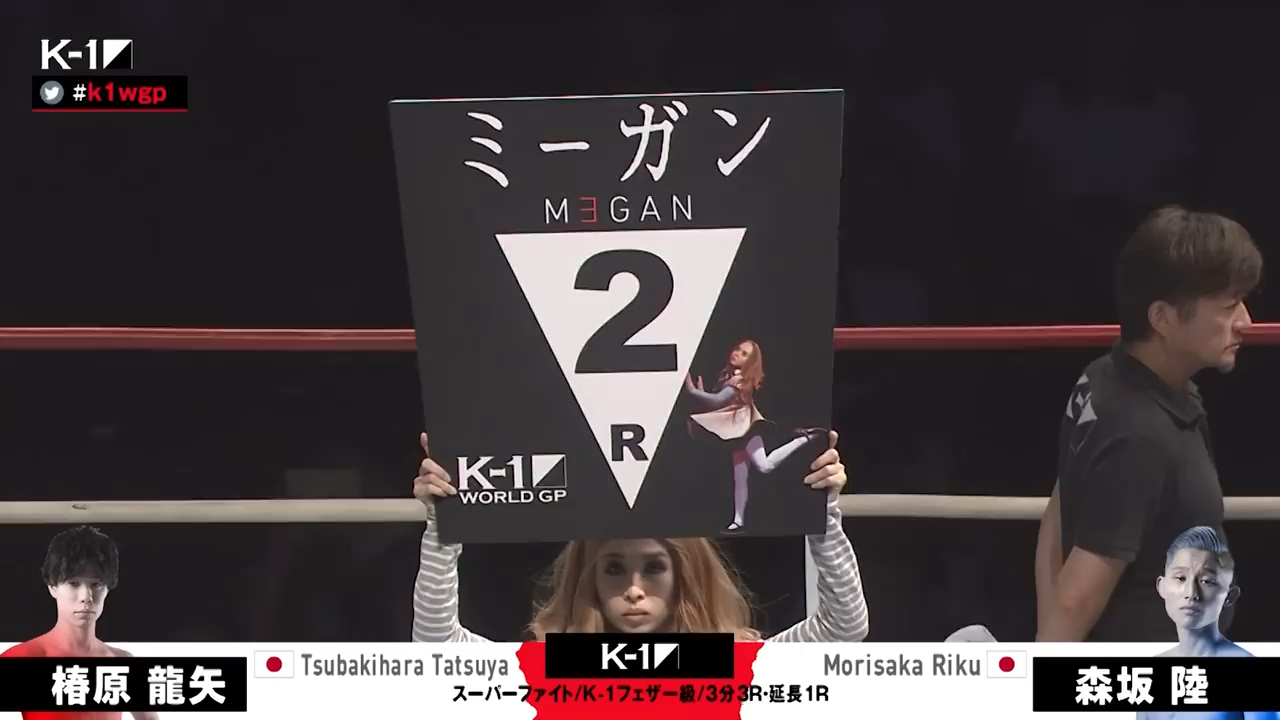 K-1
#k1wgp
ミーガン
MƎGAN
2
R
K-1
WORLD GP
K-1
Tsubakihara Tatsuya
Morisaka Riku
椿原 龍矢
スーパーファイト/K-1フェザー級/3分3R・延長1R
森坂 陸